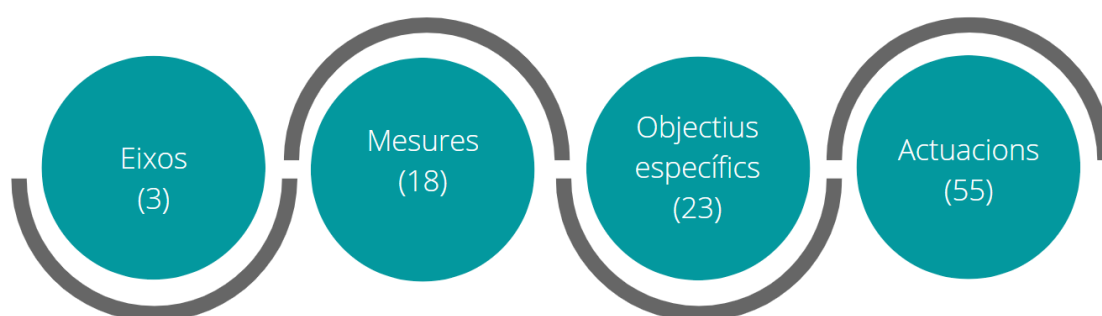 Eixos
(3)
Mesures
(18)
Objectius
específics
(23)
Actuacions
(55)